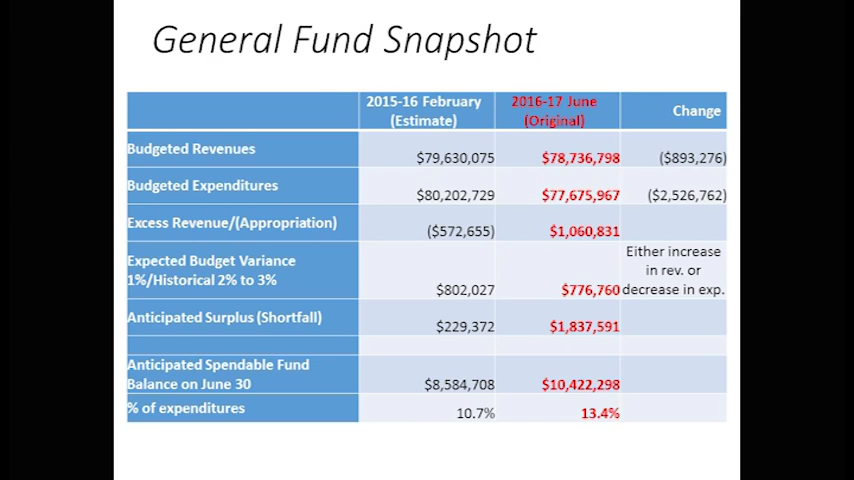 General Fund Snapshot
2015-16 February (Estimate) 2016-17 June (Original) Change
Budgeted Revenues $79,630,075 $78,736,798 ($893,276)
Budgeted Expenditures $80,202,729 $77,675,967 ($2,526,762)
Excess Revenue/(Appropriation) ($572,655) $1,060,831
Expected Budget Variance 1%/Historical 2% to 3% $802,027 $776,760 Either increase in rev. or decrease in exp.
Anticipated Surplus (Shortfall) $229,372 $1,837,591
Anticipated Spendable Fund Balance on June 30 $8,584,708 $10,422,298
% of expenditures 10.7% 13.4%